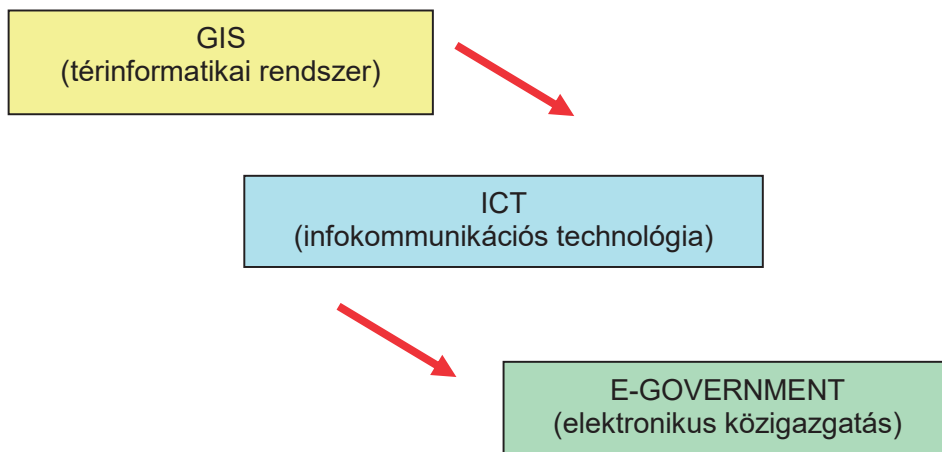 GIS
(térinformatikai rendszer)
ICT
(infokommunikációs technológia)
E-GOVERNMENT
(elektronikus közigazgatás)